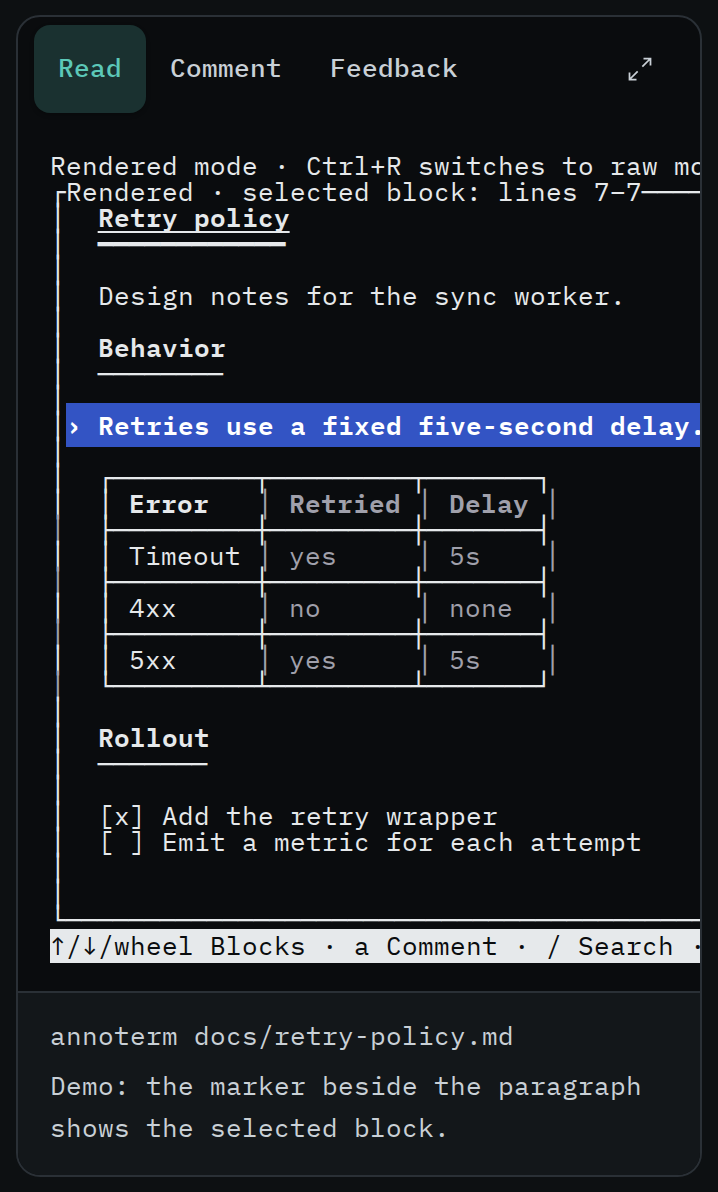 Read Comment Feedback
Rendered mode · Ctrl+R switches to raw mo
Rendered · selected block: lines 7–7
Retry policy
Design notes for the sync worker.
Behavior
› Retries use a fixed five-second delay.
Error Retried Delay
Timeout yes 5s
4xx no none
5xx yes 5s
Rollout
[x] Add the retry wrapper
[ ] Emit a metric for each attempt
↑/↓/wheel Blocks · a Comment · / Search ·
annoterm docs/retry-policy.md
Demo: the marker beside the paragraph
shows the selected block.